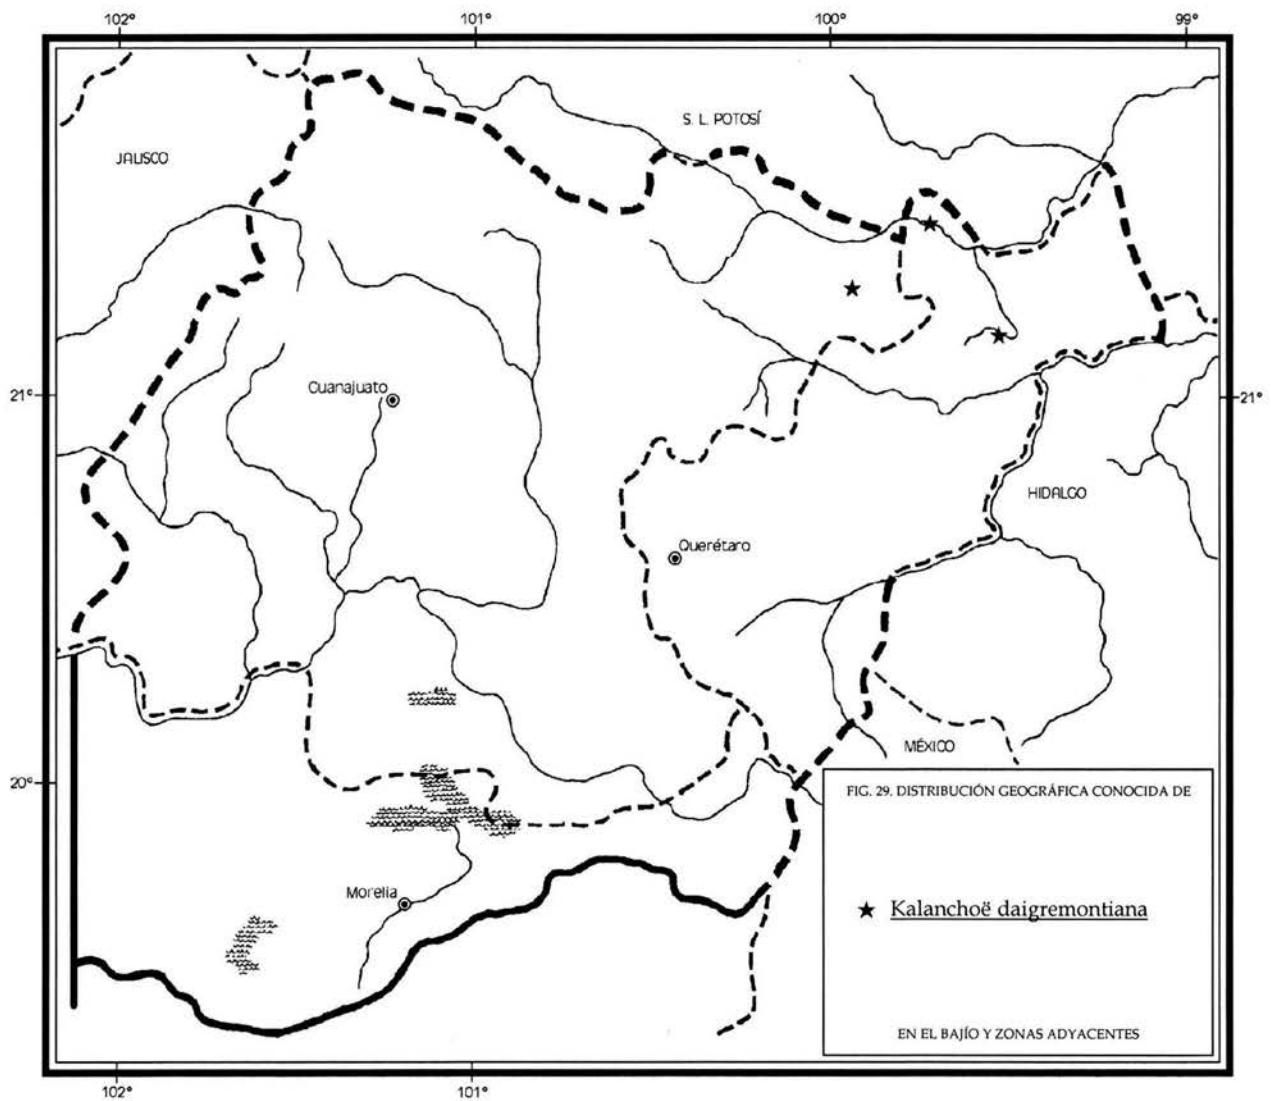 102°
101°
100°
99°
S. L. POTOSÍ
JALISCO
21°
Guanajuato
21°
HIDALGO
Querétaro
MÉXICO
20°
FIG. 29. DISTRIBUCIÓN GEOGRÁFICA CONOCIDA DE
Morelia
★ Kalanchoë daigremontiana
EN EL BAJÍO Y ZONAS ADYACENTES
102°
101°